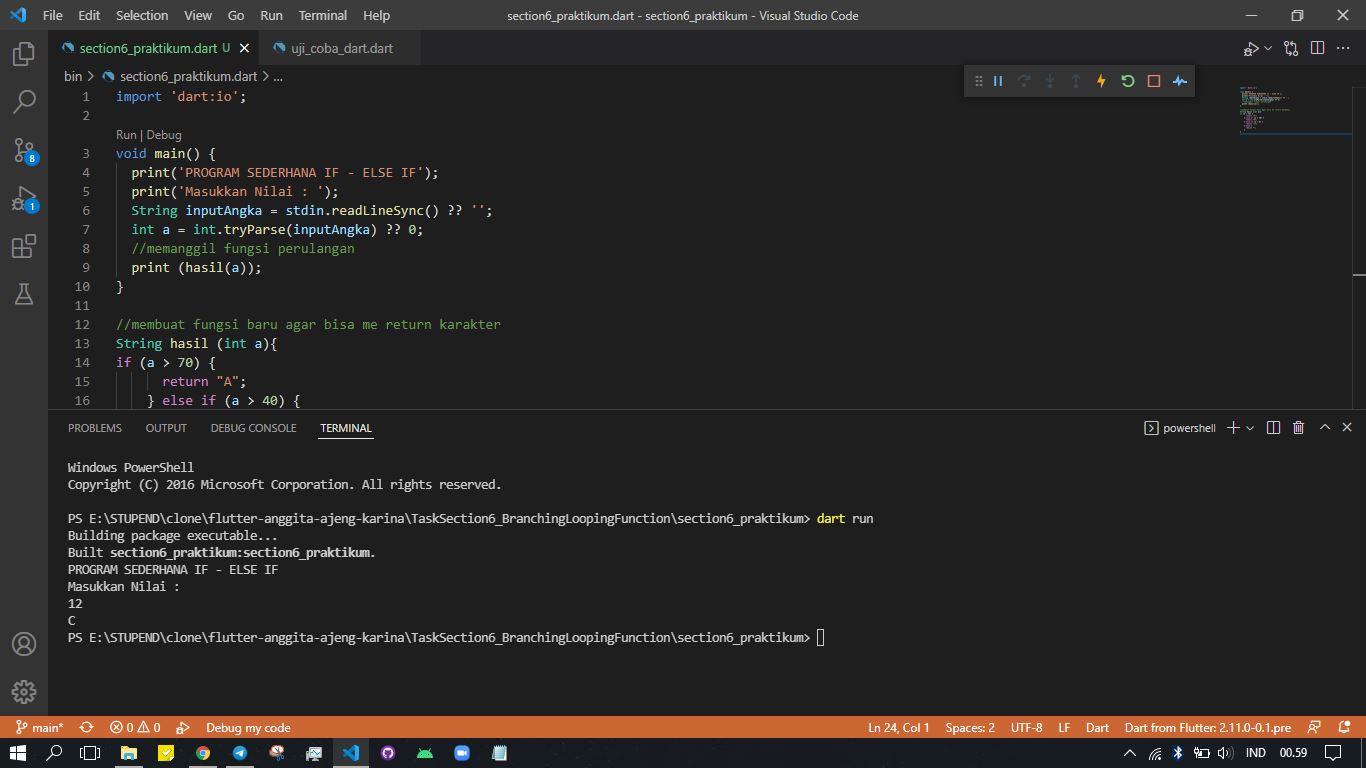 File Edit Selection View Go Run Terminal Help section6_praktikum.dart - section6_praktikum - Visual Studio Code
section6_praktikum.dart U uji_coba_dart.dart
bin > section6_praktikum.dart > ...
1 import 'dart:io';
2
Run | Debug
3 void main() {
4 print('PROGRAM SEDERHANA IF - ELSE IF');
5 print('Masukkan Nilai : ');
6 String inputAngka = stdin.readLineSync() ?? '';
7 int a = int.tryParse(inputAngka) ?? 0;
8 //memanggil fungsi perulangan
9 print (hasil(a));
10 }
11
12 //membuat fungsi baru agar bisa me return karakter
13 String hasil (int a){
14 if (a > 70) {
15 return "A";
16 } else if (a > 40) {
8
1
PROBLEMS OUTPUT DEBUG CONSOLE TERMINAL powershell
Windows PowerShell
Copyright (C) 2016 Microsoft Corporation. All rights reserved.
PS E:\STUPEND\clone\flutter-anggita-ajeng-karina\TaskSection6_BranchingLoopingFunction\section6_praktikum> dart run
Building package executable...
Built section6_praktikum:section6_praktikum.
PROGRAM SEDERHANA IF - ELSE IF
Masukkan Nilai :
12
C
PS E:\STUPEND\clone\flutter-anggita-ajeng-karina\TaskSection6_BranchingLoopingFunction\section6_praktikum>
main* 0 0 Debug my code Ln 24, Col 1 Spaces: 2 UTF-8 LF Dart Dart from Flutter: 2.11.0-0.1.pre
IND 00.59